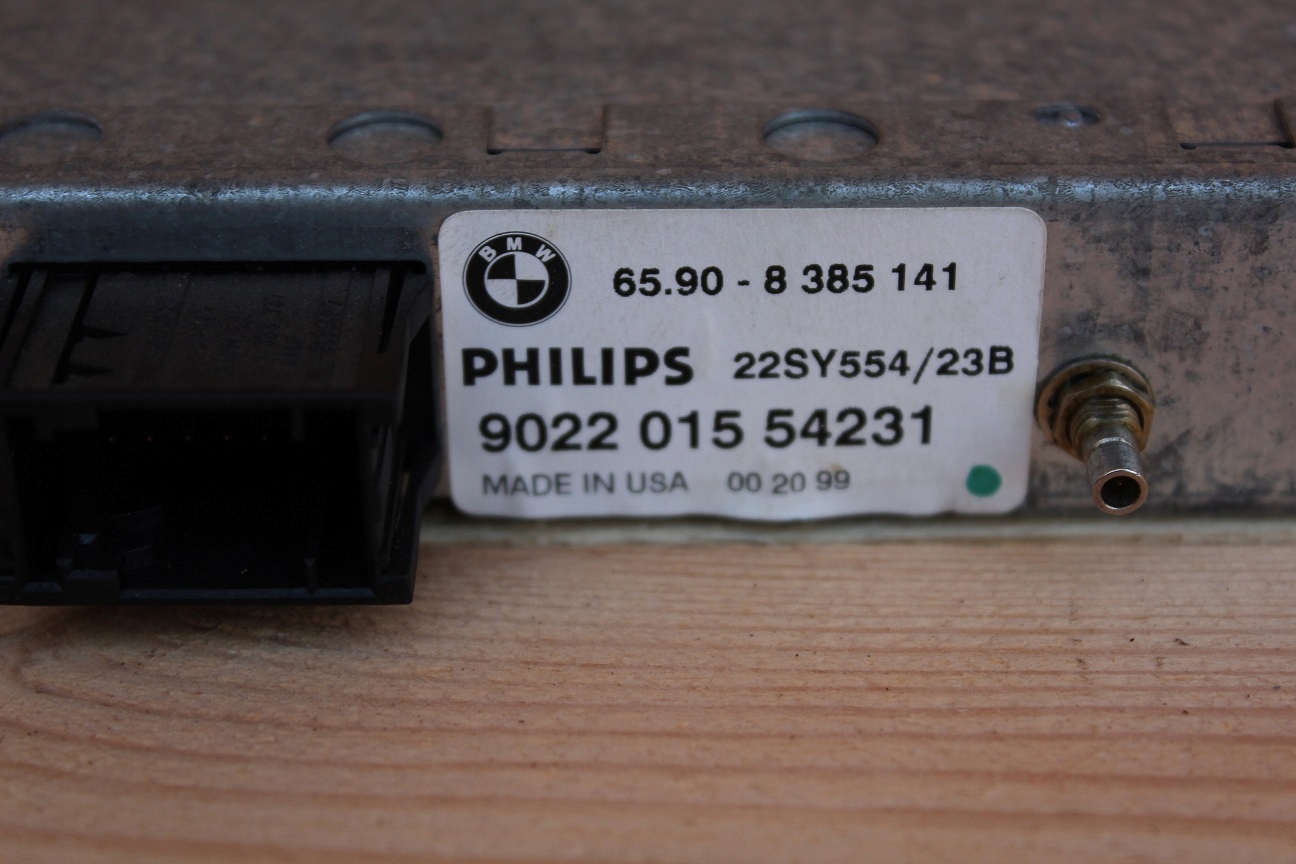 BMW
65.90 - 8 385 141
PHILIPS 22SY554/23B
9022 015 54231
MADE IN USA 00 20 99